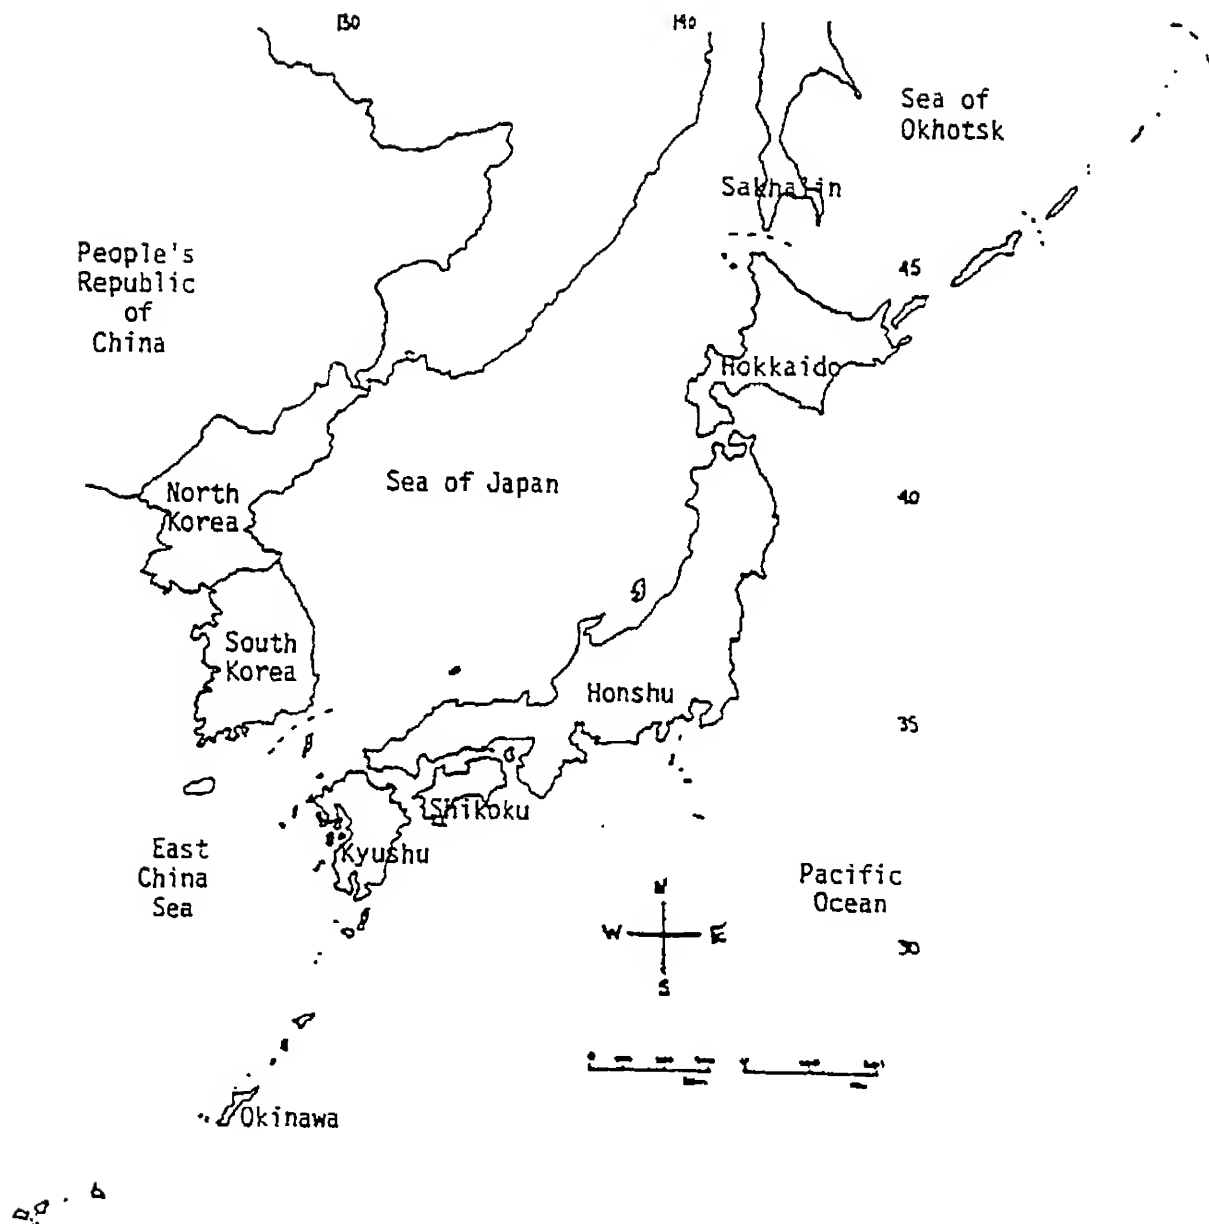 130
140
Sea of
Okhotsk
Sakhalin
People's
Republic
of
China
45
Hokkaido
Sea of Japan
North
Korea
40
South
Korea
Honshu
35
Shikoku
Kyushu
East
China
Sea
Pacific
Ocean
N
W E
S
30
Okinawa